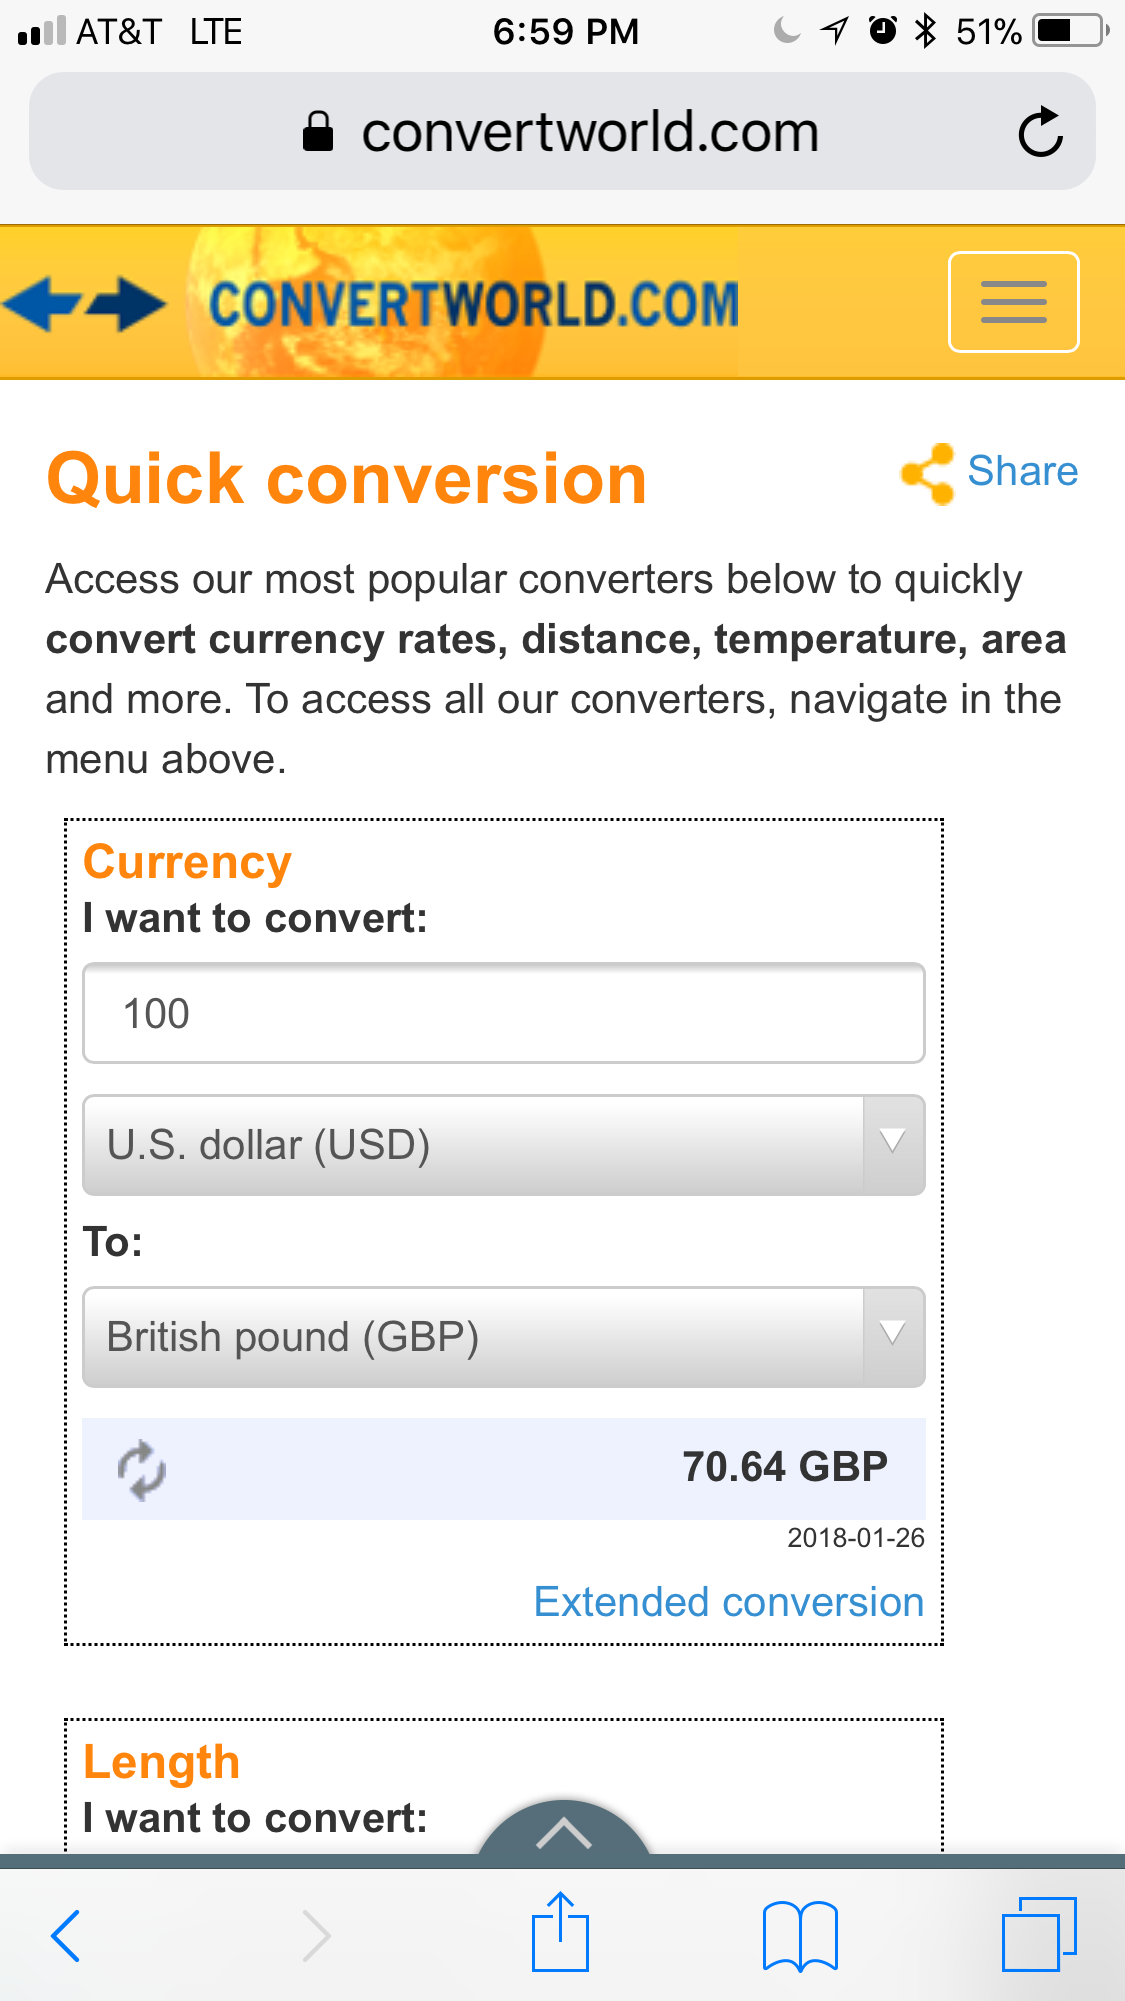 AT&T LTE 6:59 PM 51%
convertworld.com
CONVERTWORLD.COM
Quick conversion
Share
Access our most popular converters below to quickly
convert currency rates, distance, temperature, area
and more. To access all our converters, navigate in the
menu above.
Currency
I want to convert:
100
U.S. dollar (USD)
To:
British pound (GBP)
70.64 GBP
2018-01-26
Extended conversion
Length
I want to convert: